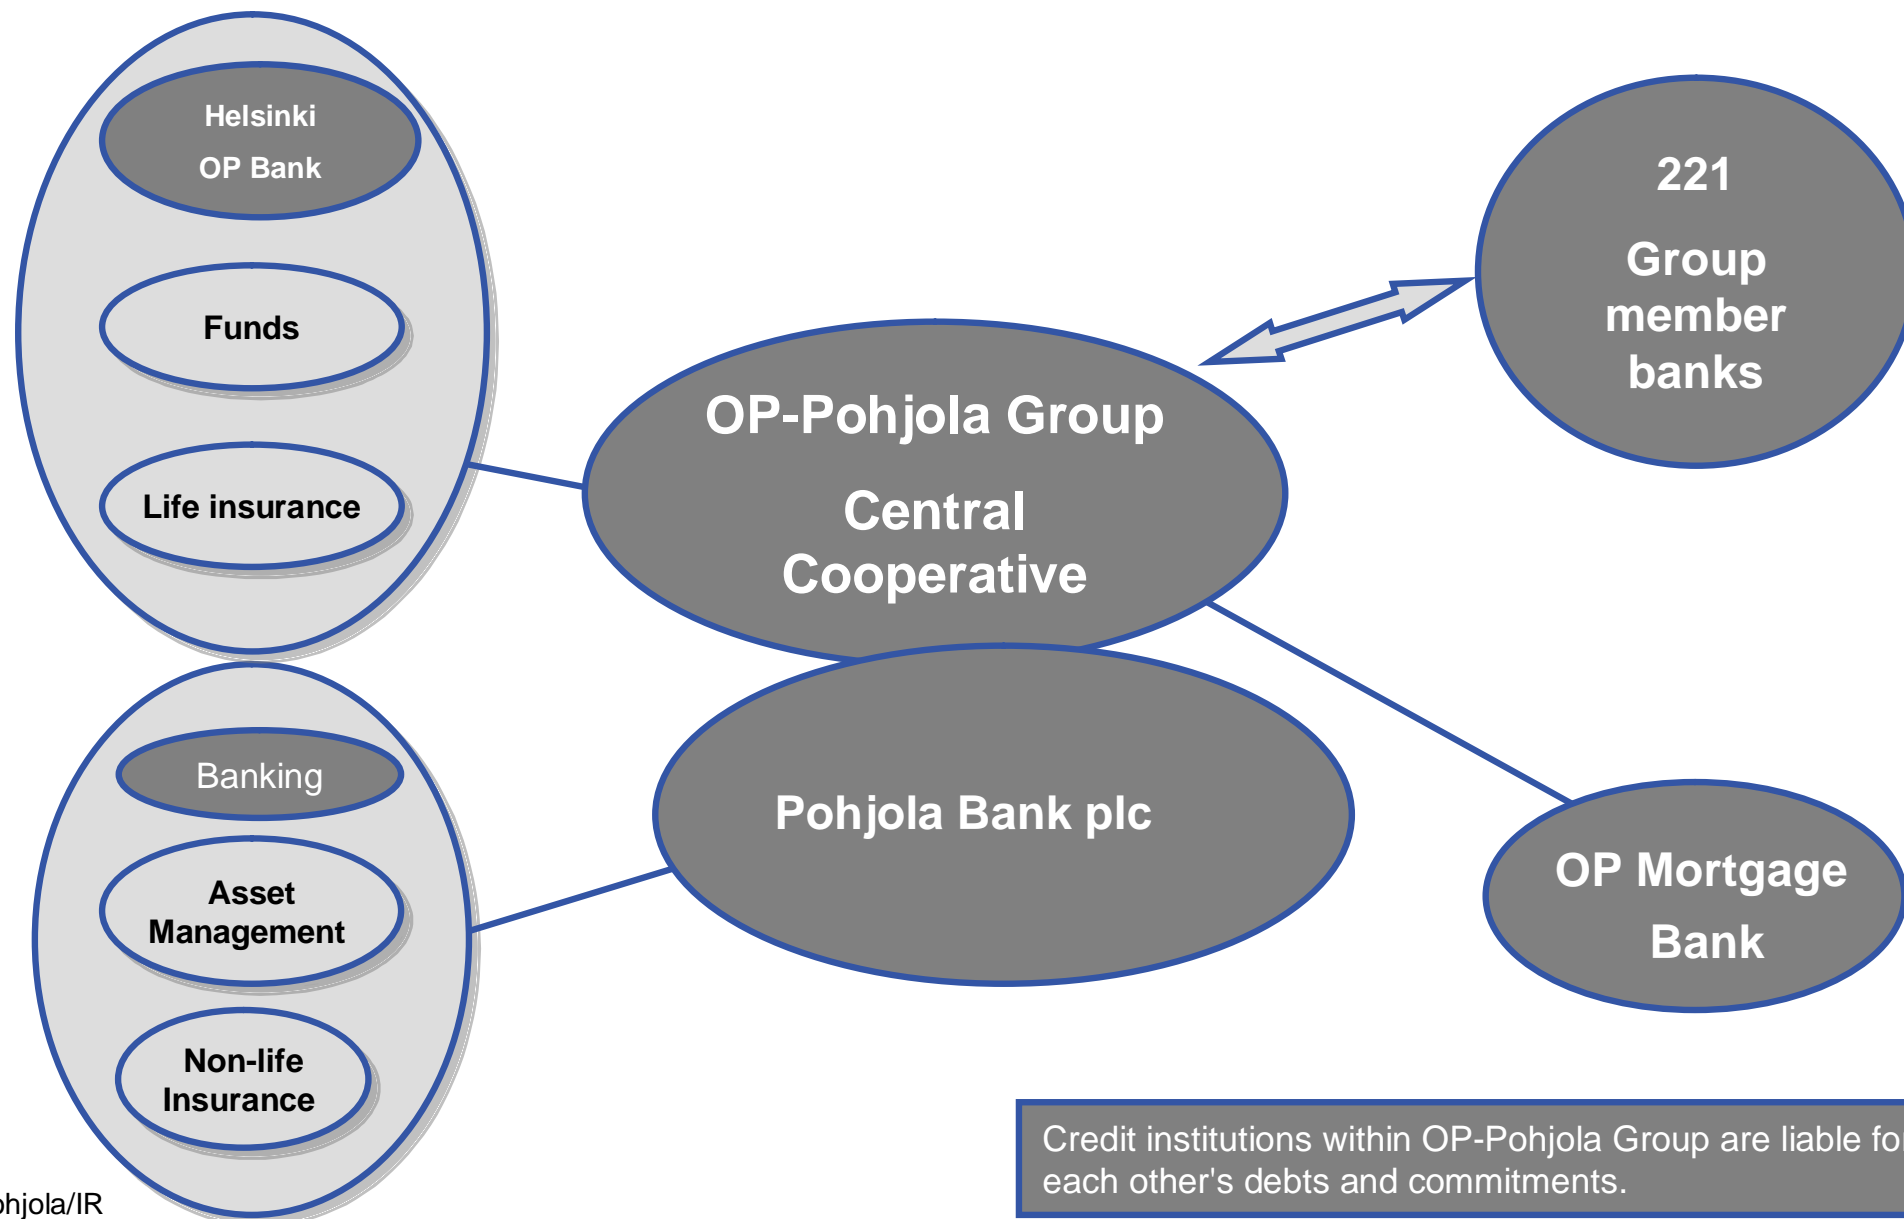 Helsinki
OP Bank
Funds
Life insurance
OP-Pohjola Group
Central
Cooperative
221
Group
member
banks
Banking
Asset
Management
Non-life
Insurance
Pohjola Bank plc
OP Mortgage
Bank
Credit institutions within OP-Pohjola Group are liable for
each other's debts and commitments.
ohjola/IR